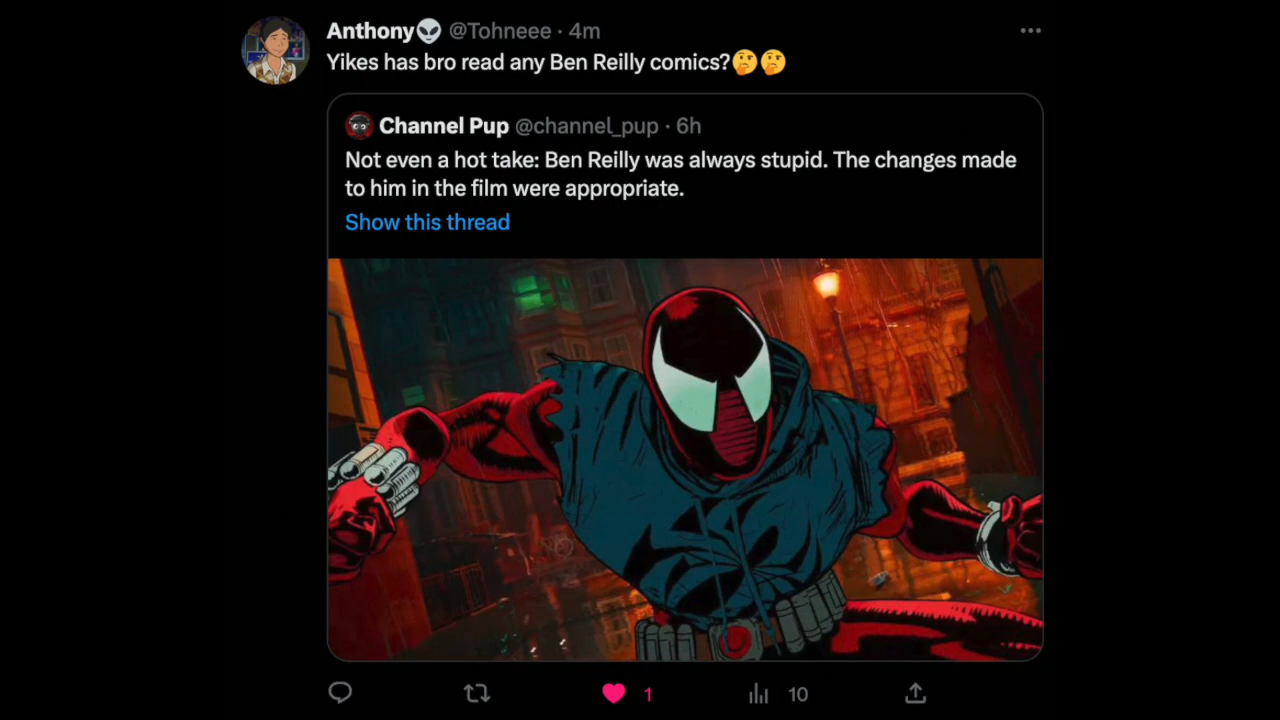 Anthony👽 @Tohneee · 4m
Yikes has bro read any Ben Reilly comics?🤔🤔
Channel Pup @channel_pup · 6h
Not even a hot take: Ben Reilly was always stupid. The changes made
to him in the film were appropriate.
Show this thread
1 10